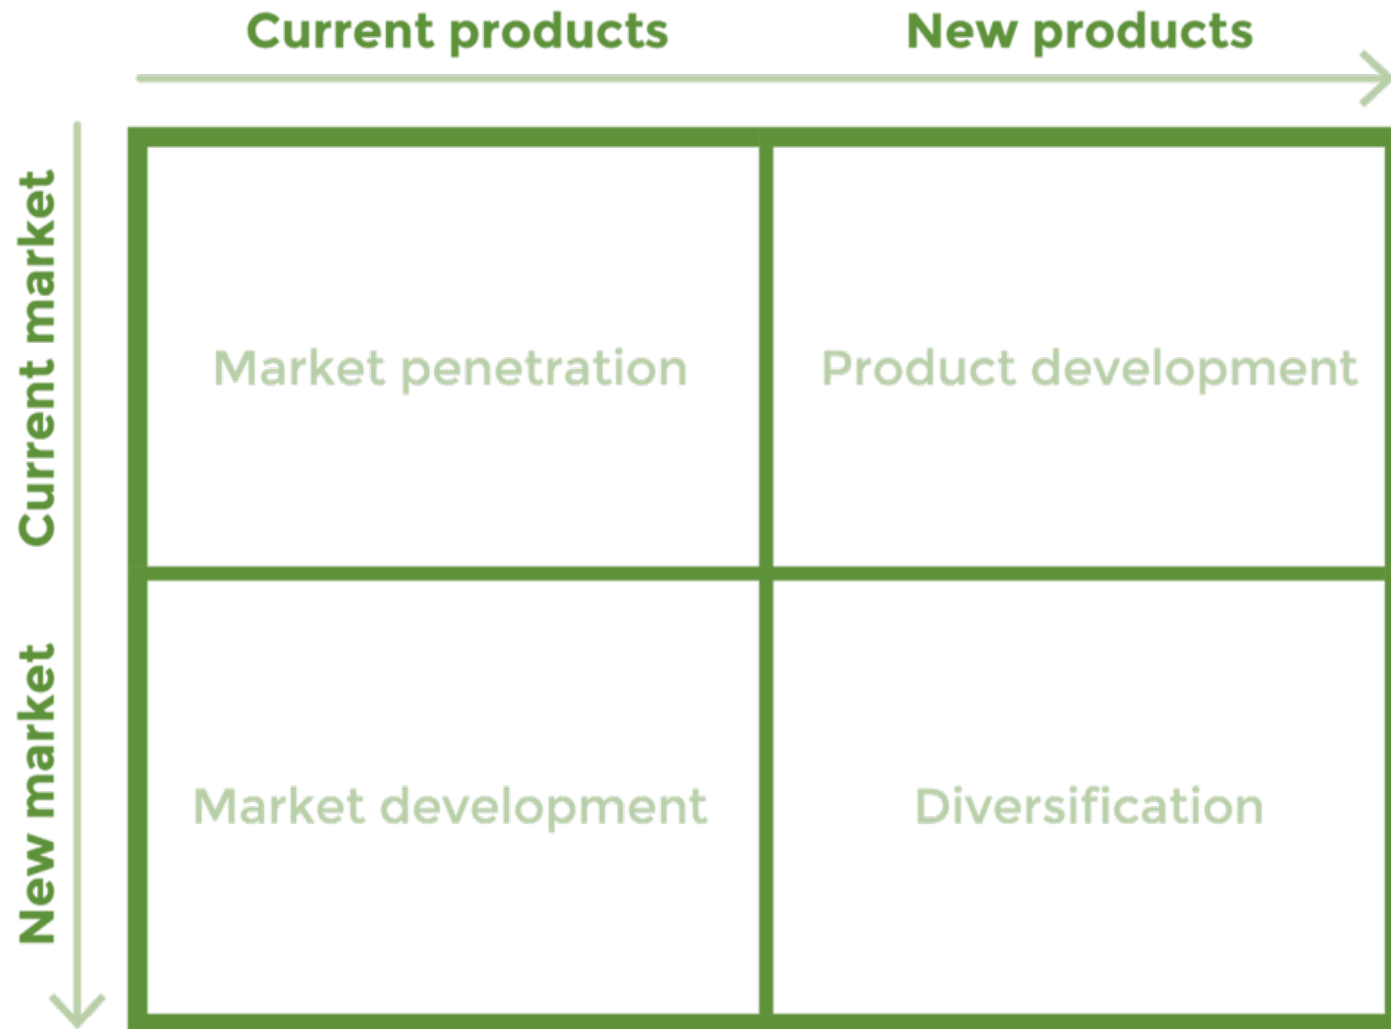 Current products
New products
Current market
Market penetration
Product development
New market
Market development
Diversification